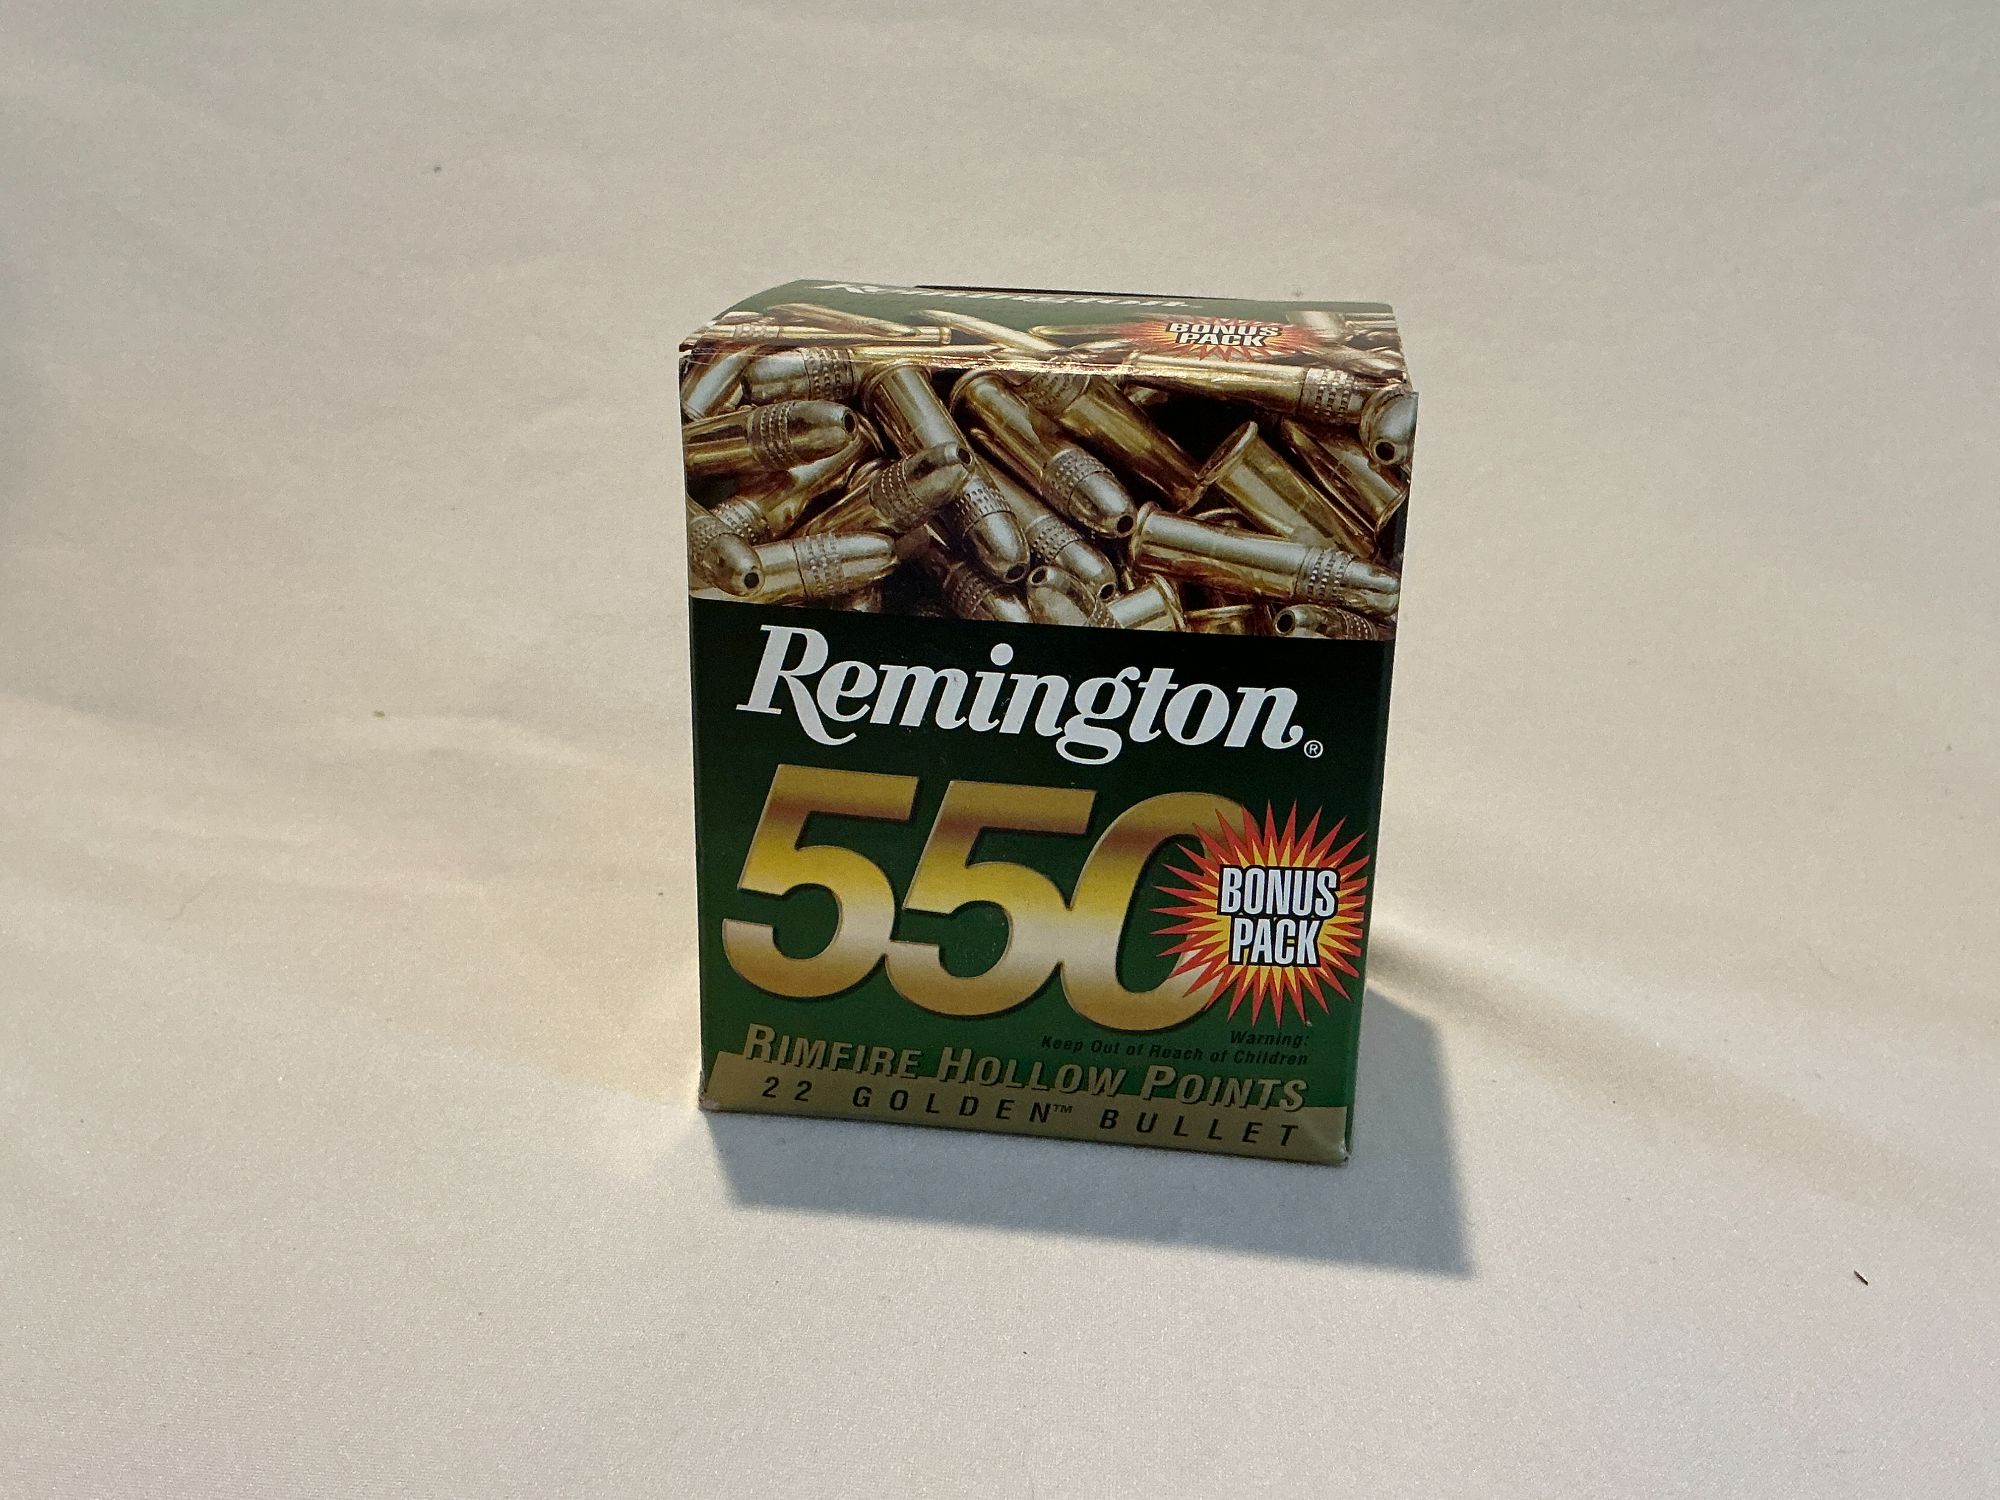 Remington
BONUS
PACK
Remington®
550
BONUS
PACK
Warning:
Keep Out of Reach of Children
RIMFIRE HOLLOW POINTS
22 GOLDEN™ BULLET